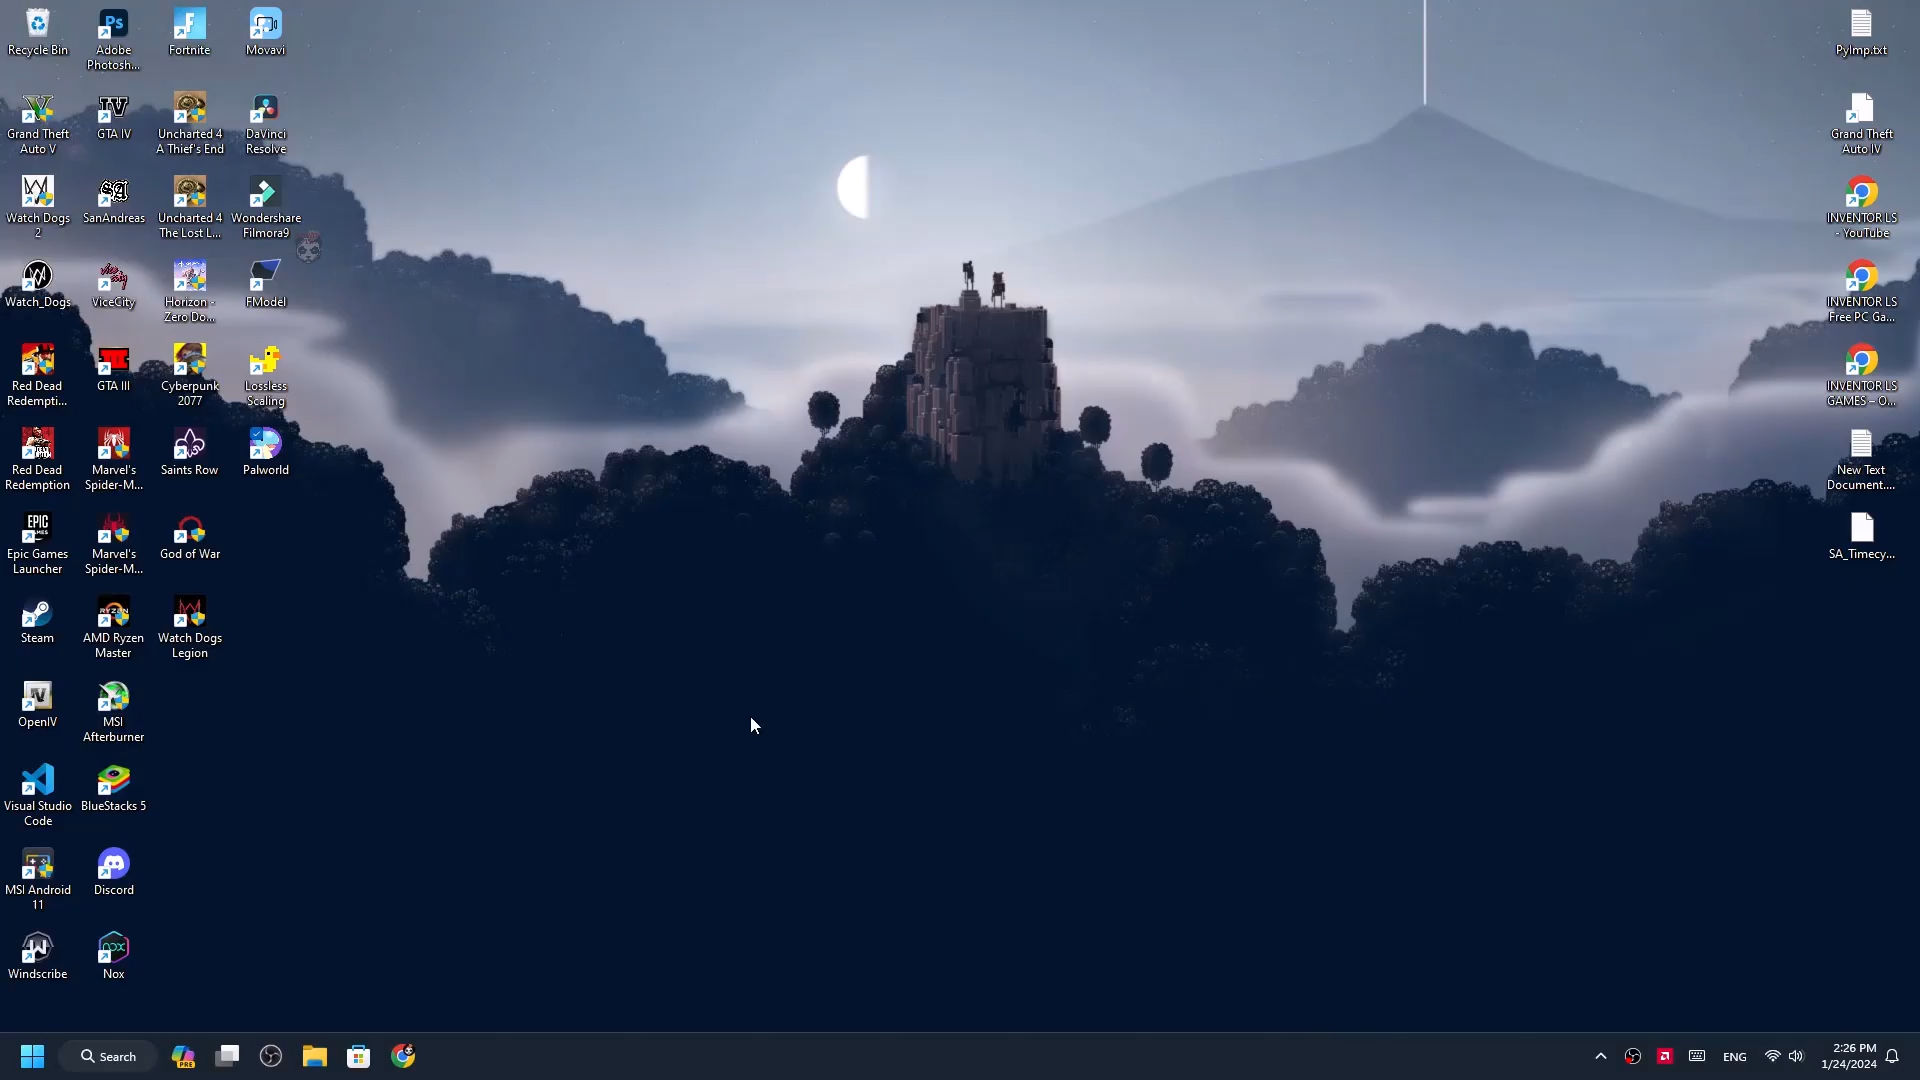 Recycle Bin
Adobe
Photosh...
Fortnite
Movavi
Grand Theft
Auto V
GTA IV
Uncharted 4
A Thief's End
DaVinci
Resolve
Watch Dogs
2
SanAndreas
Uncharted 4
The Lost L...
Wondershare
Filmora9
Watch_Dogs
ViceCity
Horizon -
Zero Do...
FModel
Red Dead
Redempti...
GTA III
Cyberpunk
2077
Lossless
Scaling
Red Dead
Redemption
Marvel's
Spider-M...
Saints Row
Palworld
Epic Games
Launcher
Marvel's
Spider-M...
God of War
Steam
AMD Ryzen
Master
Watch Dogs
Legion
OpenIV
MSI
Afterburner
Visual Studio
Code
BlueStacks 5
MSI Android
11
Discord
Windscribe
Nox
PyImp.txt
Grand Theft
Auto IV
INVENTOR LS
- YouTube
INVENTOR LS
Free PC Ga...
INVENTOR LS
GAMES – O...
New Text
Document....
SA_Timecy...
Search
ENG
2:26 PM
1/24/2024